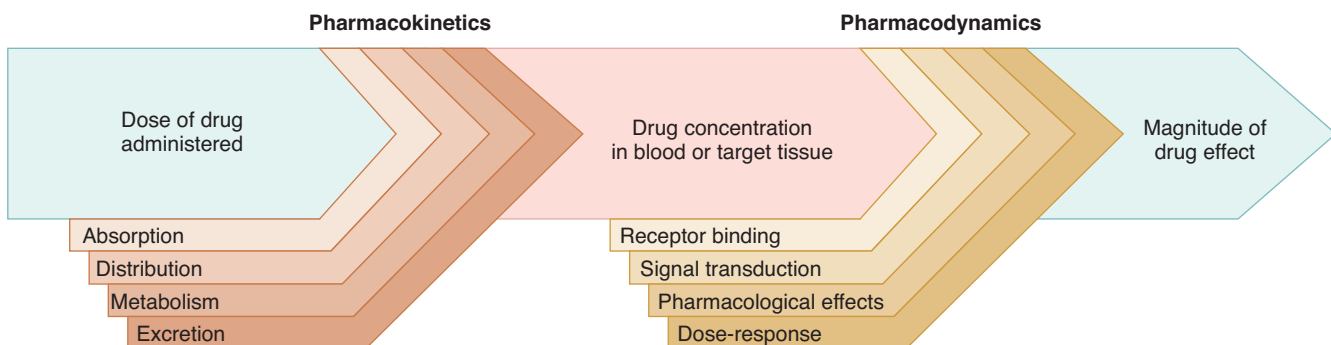 Pharmacokinetics
Pharmacodynamics
Dose of drug
administered
Drug concentration
in blood or target tissue
Magnitude of
drug effect
Absorption
Distribution
Metabolism
Excretion
Receptor binding
Signal transduction
Pharmacological effects
Dose-response